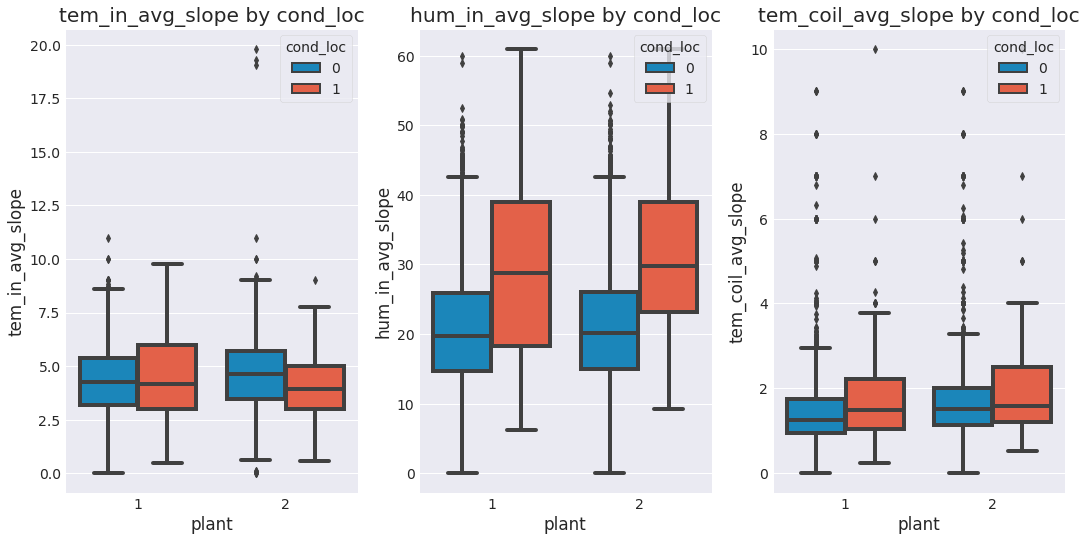 tem_in_avg_slope by cond_loc
tem_in_avg_slope
20.0
17.5
15.0
12.5
10.0
7.5
5.0
2.5
0.0
cond_loc
0
1
1
2
plant
hum_in_avg_slope by cond_loc
hum_in_avg_slope
60
50
40
30
20
10
0
cond_loc
0
1
1
2
plant
tem_coil_avg_slope by cond_loc
tem_coil_avg_slope
10
8
6
4
2
0
cond_loc
0
1
1
2
plant